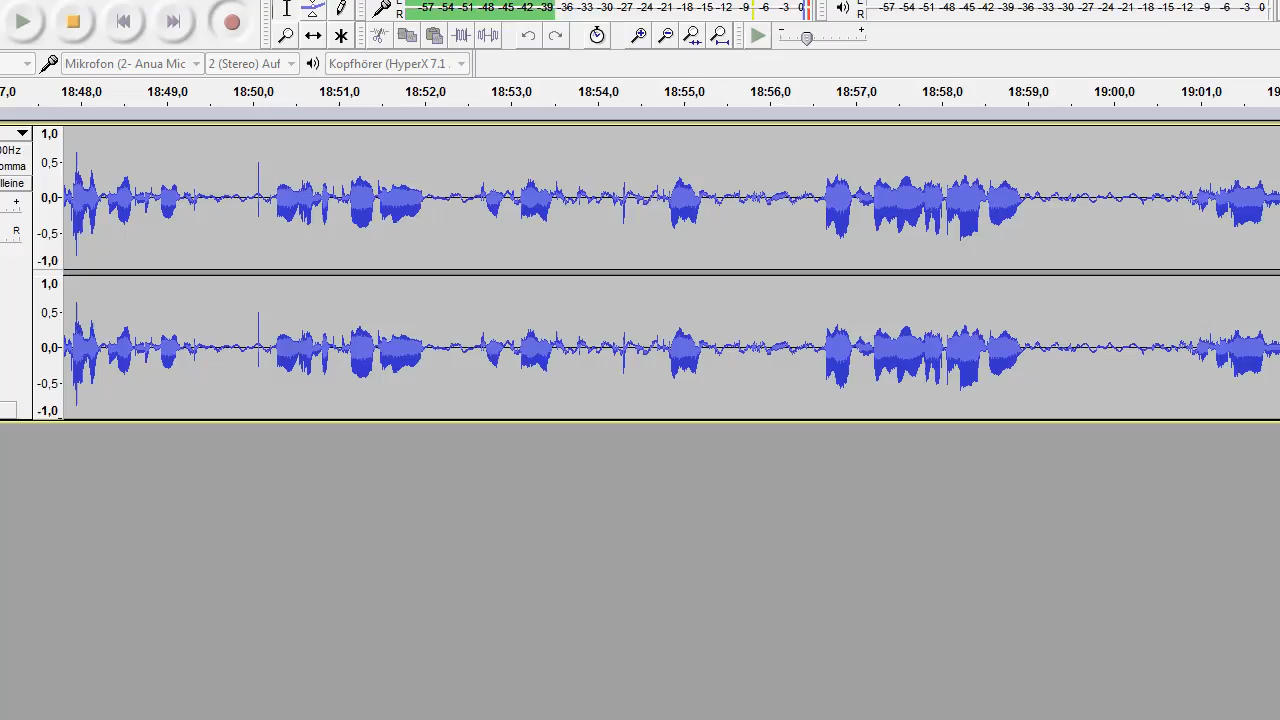 L
R
-57 -54 -51 -48 -45 -42 -39 -36 -33 -30 -27 -24 -21 -18 -15 -12 -9 -6 -3 0
L
R
-57 -54 -51 -48 -45 -42 -39 -36 -33 -30 -27 -24 -21 -18 -15 -12 -9 -6 -3 0
- +
Mikrofon (2- Anua Mic 2 (Stereo) Auf Kopfhörer (HyperX 7.1 .
7,0 18:48,0 18:49,0 18:50,0 18:51,0 18:52,0 18:53,0 18:54,0 18:55,0 18:56,0 18:57,0 18:58,0 18:59,0 19:00,0 19:01,0 19
1,0
00Hz
0,5
omma
lleine
+
0,0
R
-0,5
-1,0
1,0
0,5
0,0
-0,5
-1,0